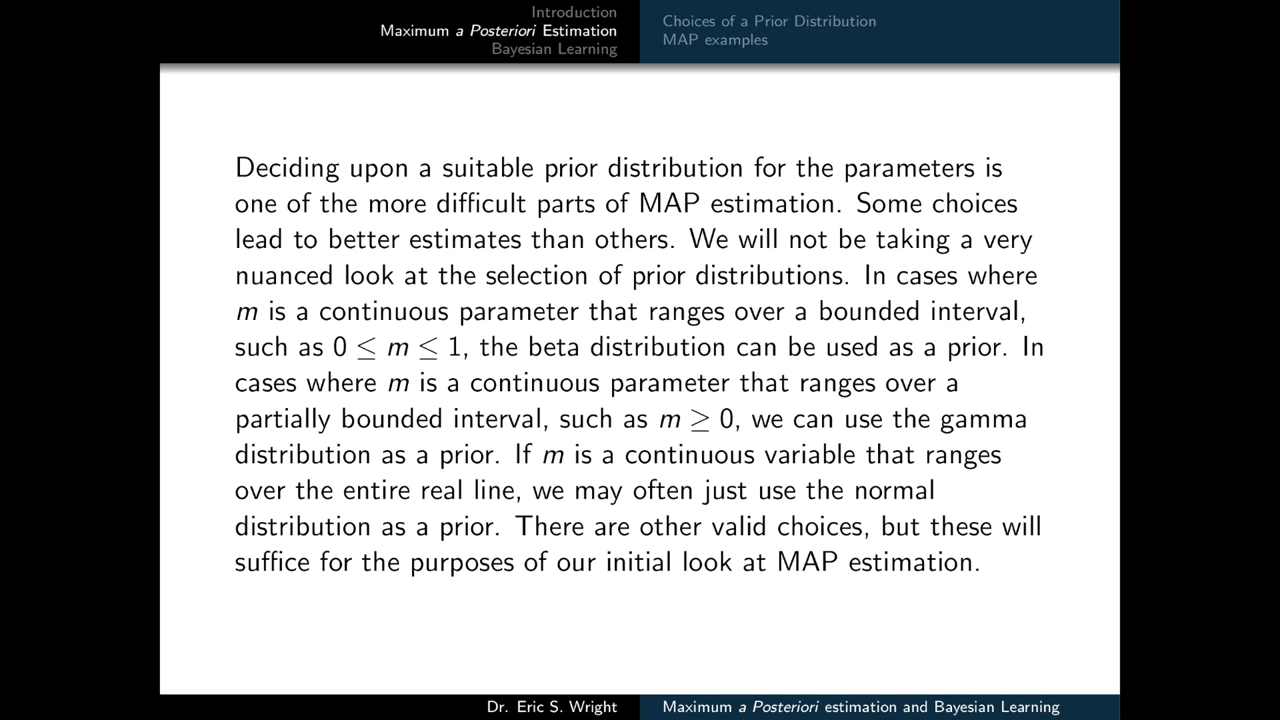 Introduction
Maximum a Posteriori Estimation
Bayesian Learning
Choices of a Prior Distribution
MAP examples
Deciding upon a suitable prior distribution for the parameters is
one of the more difficult parts of MAP estimation. Some choices
lead to better estimates than others. We will not be taking a very
nuanced look at the selection of prior distributions. In cases where
m is a continuous parameter that ranges over a bounded interval,
such as 0 ≤ m ≤ 1, the beta distribution can be used as a prior. In
cases where m is a continuous parameter that ranges over a
partially bounded interval, such as m ≥ 0, we can use the gamma
distribution as a prior. If m is a continuous variable that ranges
over the entire real line, we may often just use the normal
distribution as a prior. There are other valid choices, but these will
suffice for the purposes of our initial look at MAP estimation.
Dr. Eric S. Wright
Maximum a Posteriori estimation and Bayesian Learning